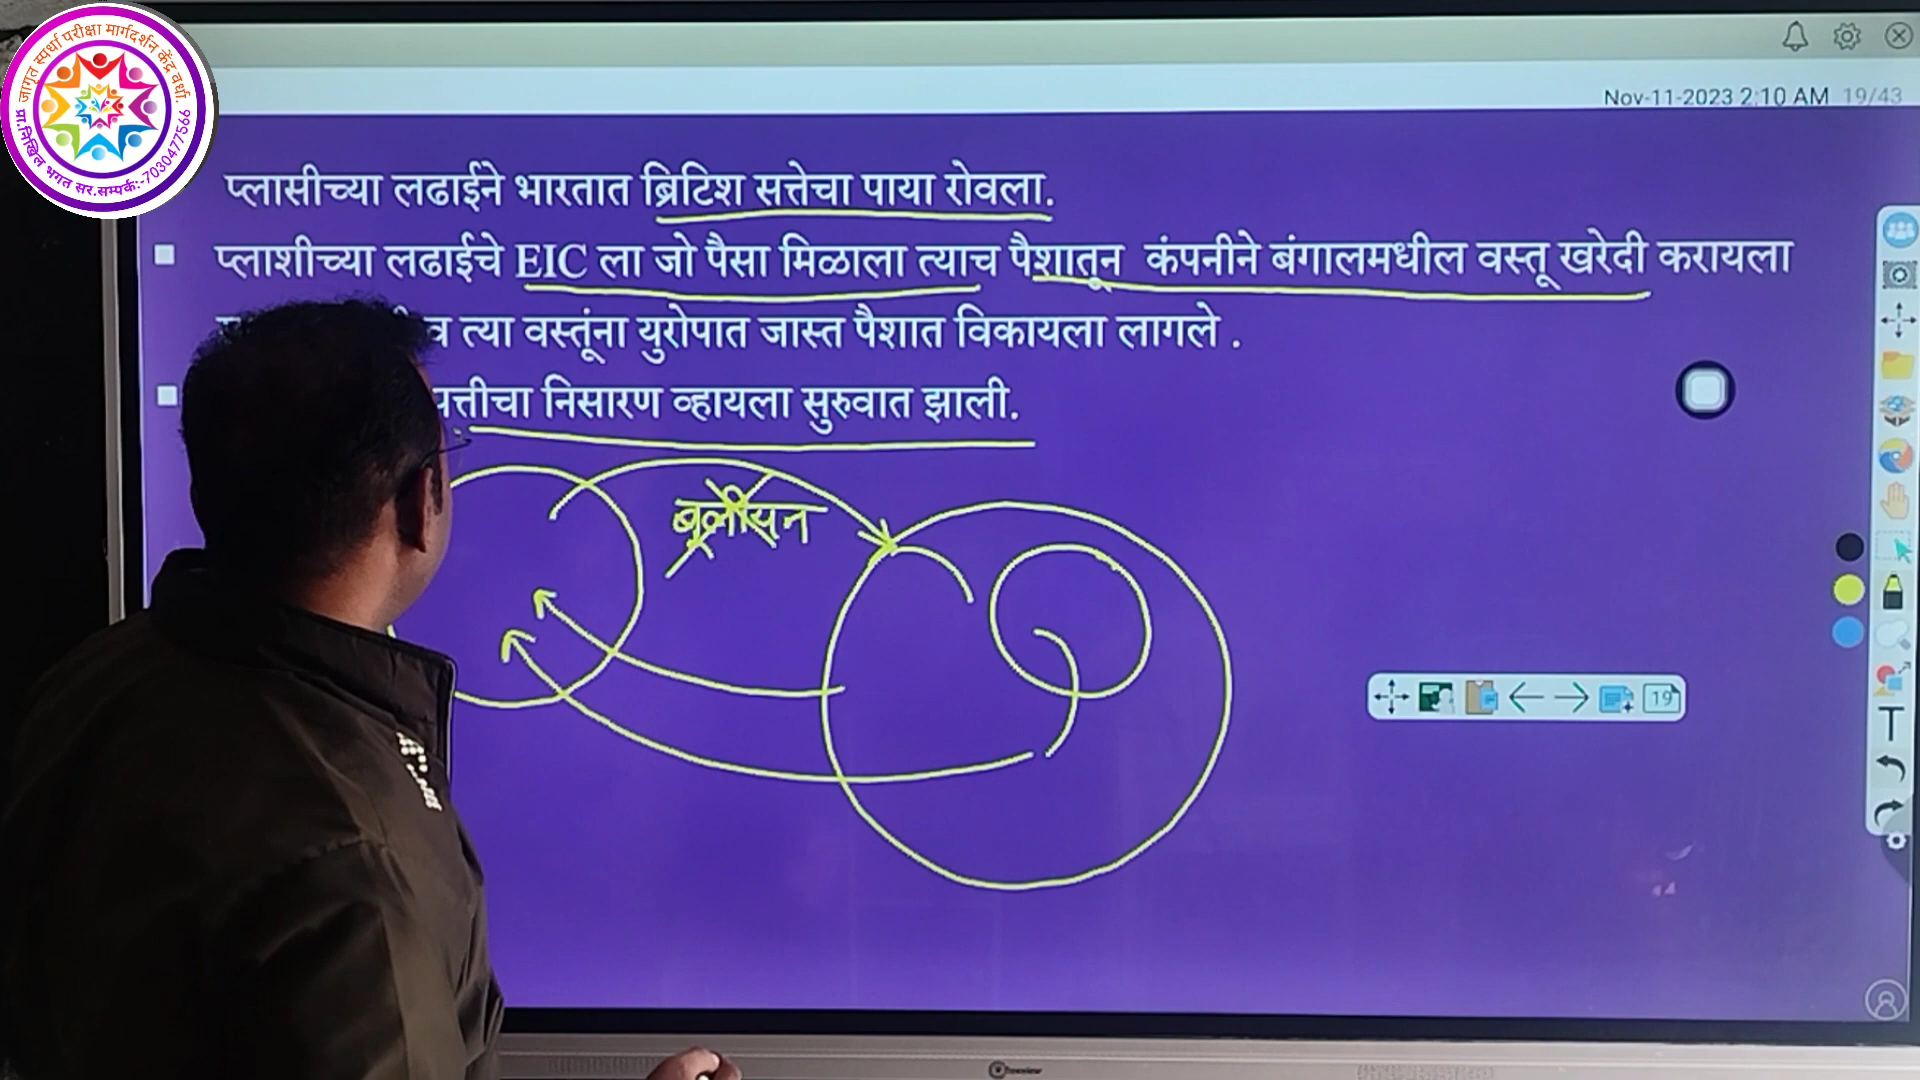 जागृत स्पर्धा परीक्षा मार्गदर्शन केंद्र वर्धा.
प्रा.निखिल भगत सर.सम्पर्क:-7030477566
Nov-11-2023 2:10 AM 19/43
प्लासीच्या लढाईने भारतात ब्रिटिश सत्तेचा पाया रोवला.
प्लाशीच्या लढाईचे EIC ला जो पैसा मिळाला त्याच पैशातून कंपनीने बंगालमधील वस्तू खरेदी करायला
व त्या वस्तूंना युरोपात जास्त पैशात विकायला लागले .
निसारण व्हायला सुरुवात झाली.
बूलीयन
19
T